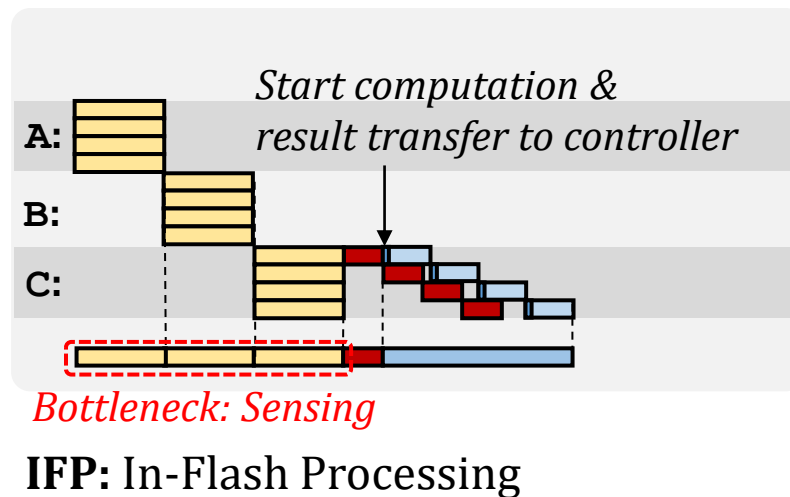 Start computation &
result transfer to controller
A:
B:
C:
Bottleneck: Sensing
IFP: In-Flash Processing